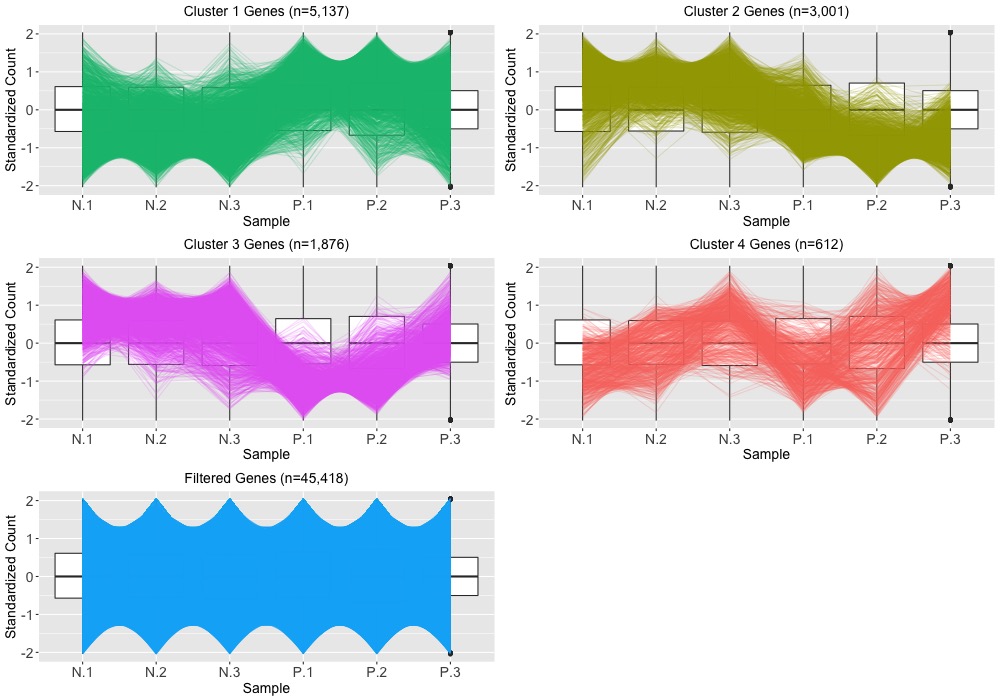 Cluster 1 Genes (n=5,137)
Standardized Count
2
1
0
-1
-2
N.1 N.2 N.3 P.1 P.2 P.3
Sample
Cluster 2 Genes (n=3,001)
Standardized Count
2
1
0
-1
-2
N.1 N.2 N.3 P.1 P.2 P.3
Sample
Cluster 3 Genes (n=1,876)
Standardized Count
2
1
0
-1
-2
N.1 N.2 N.3 P.1 P.2 P.3
Sample
Cluster 4 Genes (n=612)
Standardized Count
2
1
0
-1
-2
N.1 N.2 N.3 P.1 P.2 P.3
Sample
Filtered Genes (n=45,418)
Standardized Count
2
1
0
-1
-2
N.1 N.2 N.3 P.1 P.2 P.3
Sample